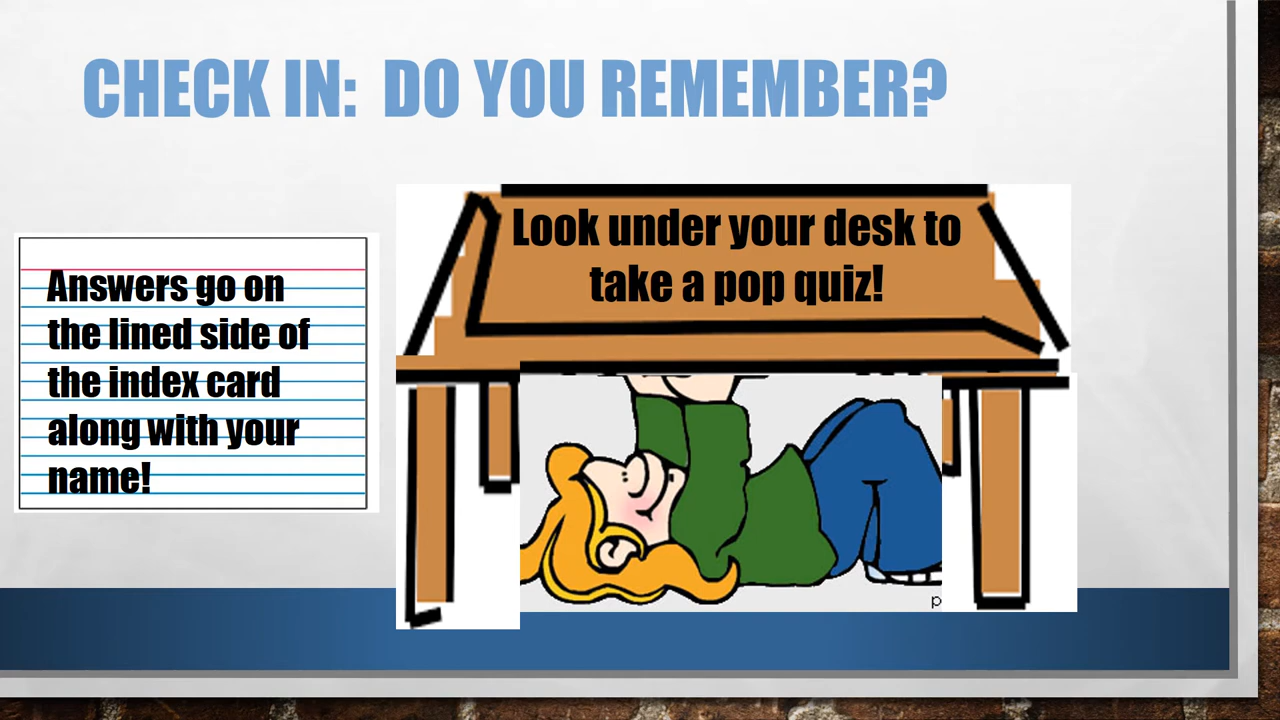 CHECK IN: DO YOU REMEMBER?
Look under your desk to
take a pop quiz!
Answers go on
the lined side of
the index card
along with your
name!
p